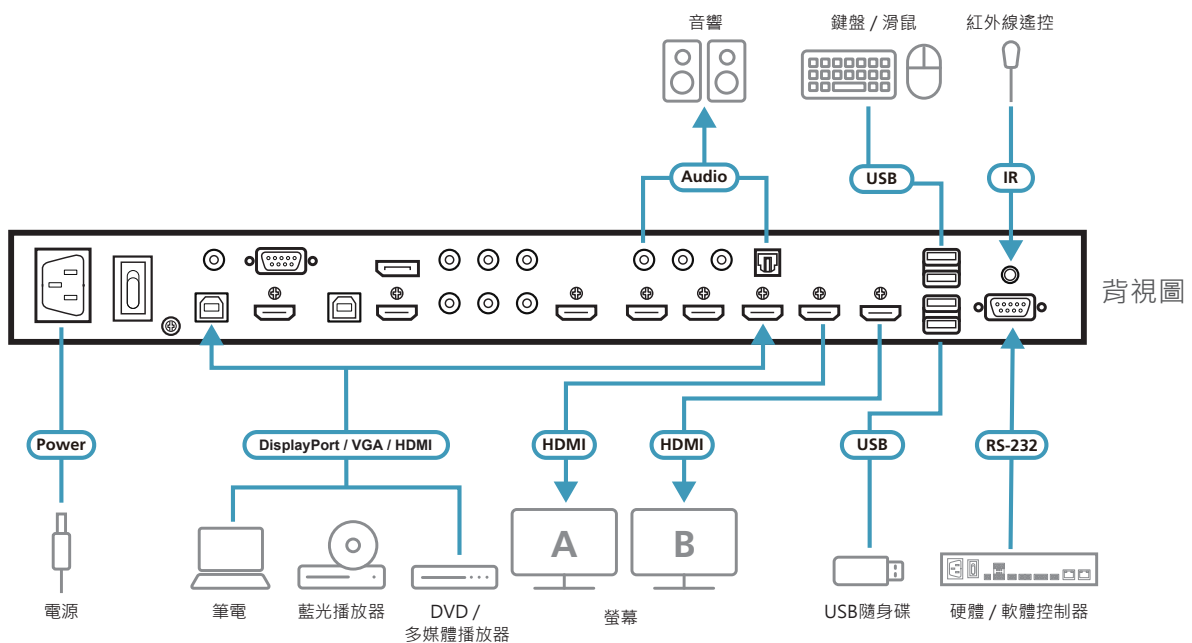 音響
鍵盤 / 滑鼠
紅外線遙控
Audio
USB
IR
背視圖
Power
DisplayPort / VGA / HDMI
HDMI
HDMI
USB
RS-232
A
B
電源
筆電
藍光播放器
DVD /
多媒體播放器
螢幕
USB隨身碟
硬體 / 軟體控制器